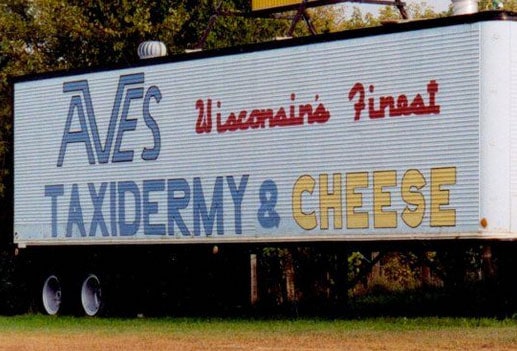 AVES Wisconsin's Finest
TAXIDERMY & CHEESE